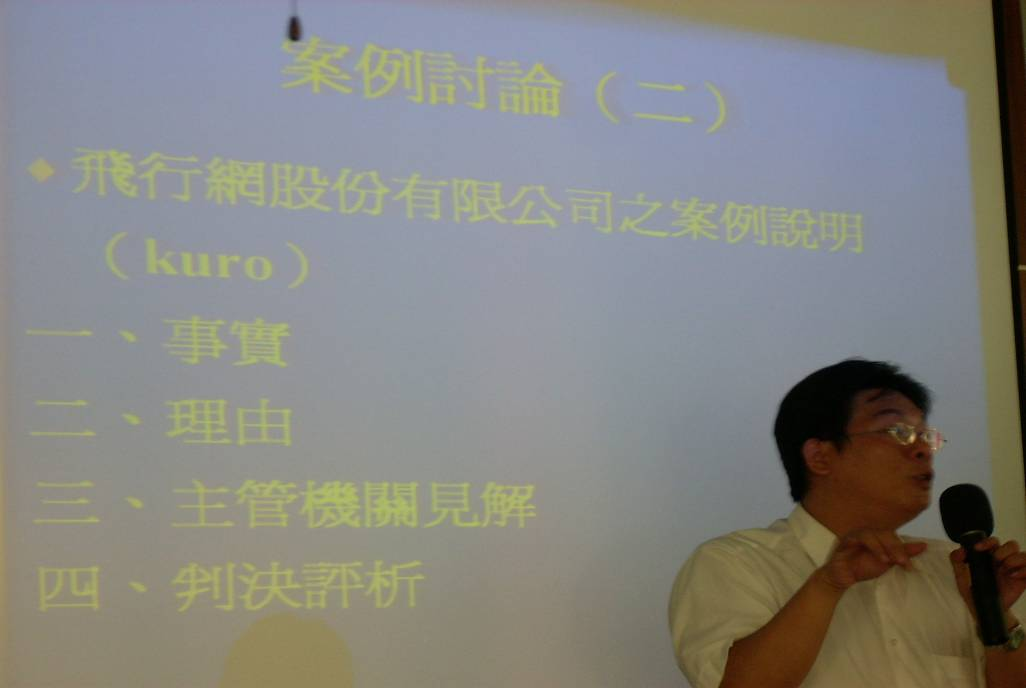 案例討論（二）
飛行網股份有限公司之案例說明
（kuro）
一、事實
二、理由
三、主管機關見解
四、判決評析